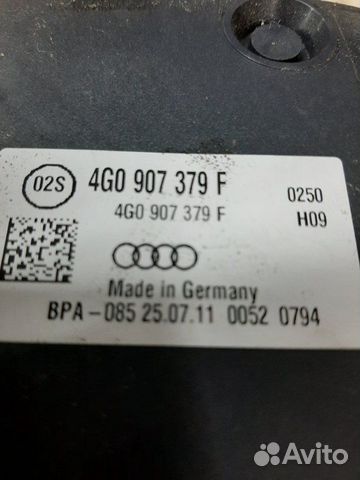 02S
4G0 907 379 F
4G0 907 379 F
0250
H09
Made in Germany
BPA-085 25.07.11 0052 0794
Avito